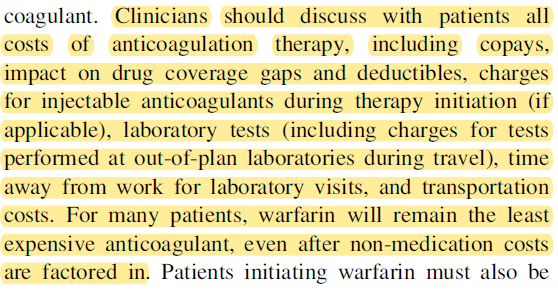 coagulant. Clinicians should discuss with patients all
costs of anticoagulation therapy, including copays,
impact on drug coverage gaps and deductibles, charges
for injectable anticoagulants during therapy initiation (if
applicable), laboratory tests (including charges for tests
performed at out-of-plan laboratories during travel), time
away from work for laboratory visits, and transportation
costs. For many patients, warfarin will remain the least
expensive anticoagulant, even after non-medication costs
are factored in. Patients initiating warfarin must also be